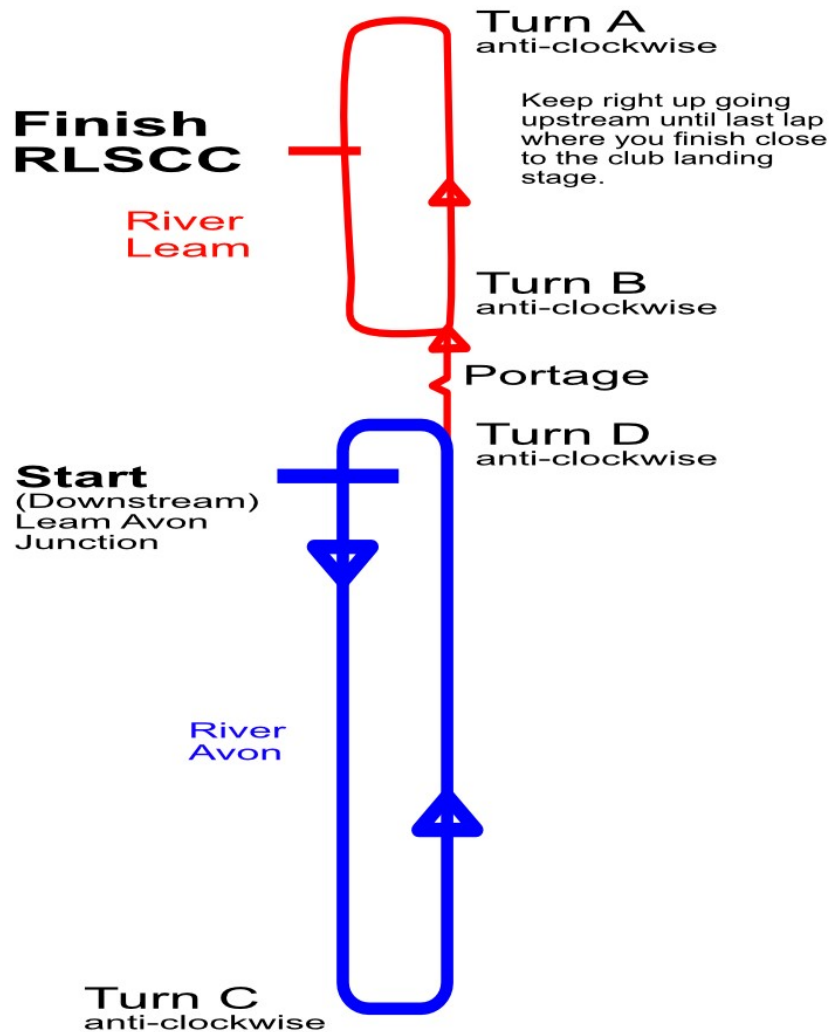 Turn A
anti-clockwise
Keep right up going
upstream until last lap
where you finish close
to the club landing
stage.
Finish
RLSCC
River
Leam
Turn B
anti-clockwise
Portage
Turn D
anti-clockwise
Start
(Downstream)
Leam Avon
Junction
River
Avon
Turn C
anti-clockwise